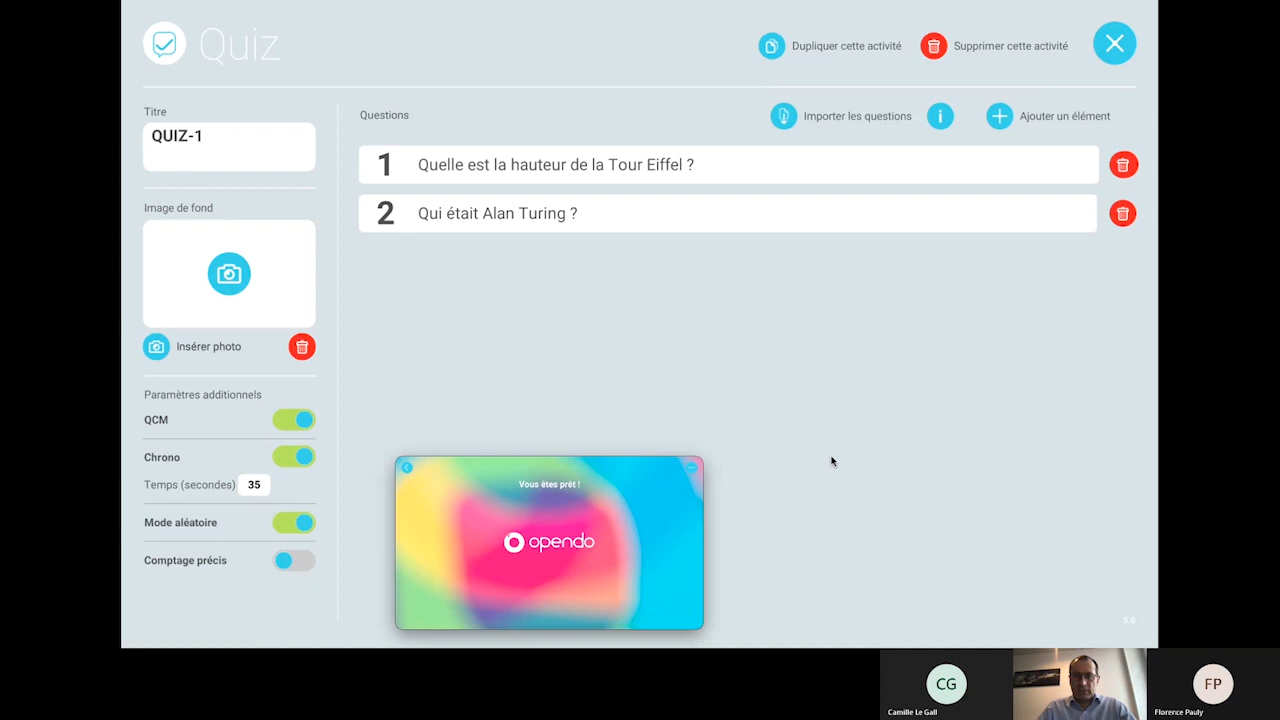 Quiz
Dupliquer cette activité
Supprimer cette activité
Titre
QUIZ-1
Questions
Importer les questions
i
Ajouter un élément
1 Quelle est la hauteur de la Tour Eiffel ?
2 Qui était Alan Turing ?
Image de fond
Insérer photo
Paramètres additionnels
QCM
Chrono
Temps (secondes) 35
Mode aléatoire
Comptage précis
Vous êtes prêt !
opendo
5.0
CG
Camille Le Gall
FP
Florence Pauly